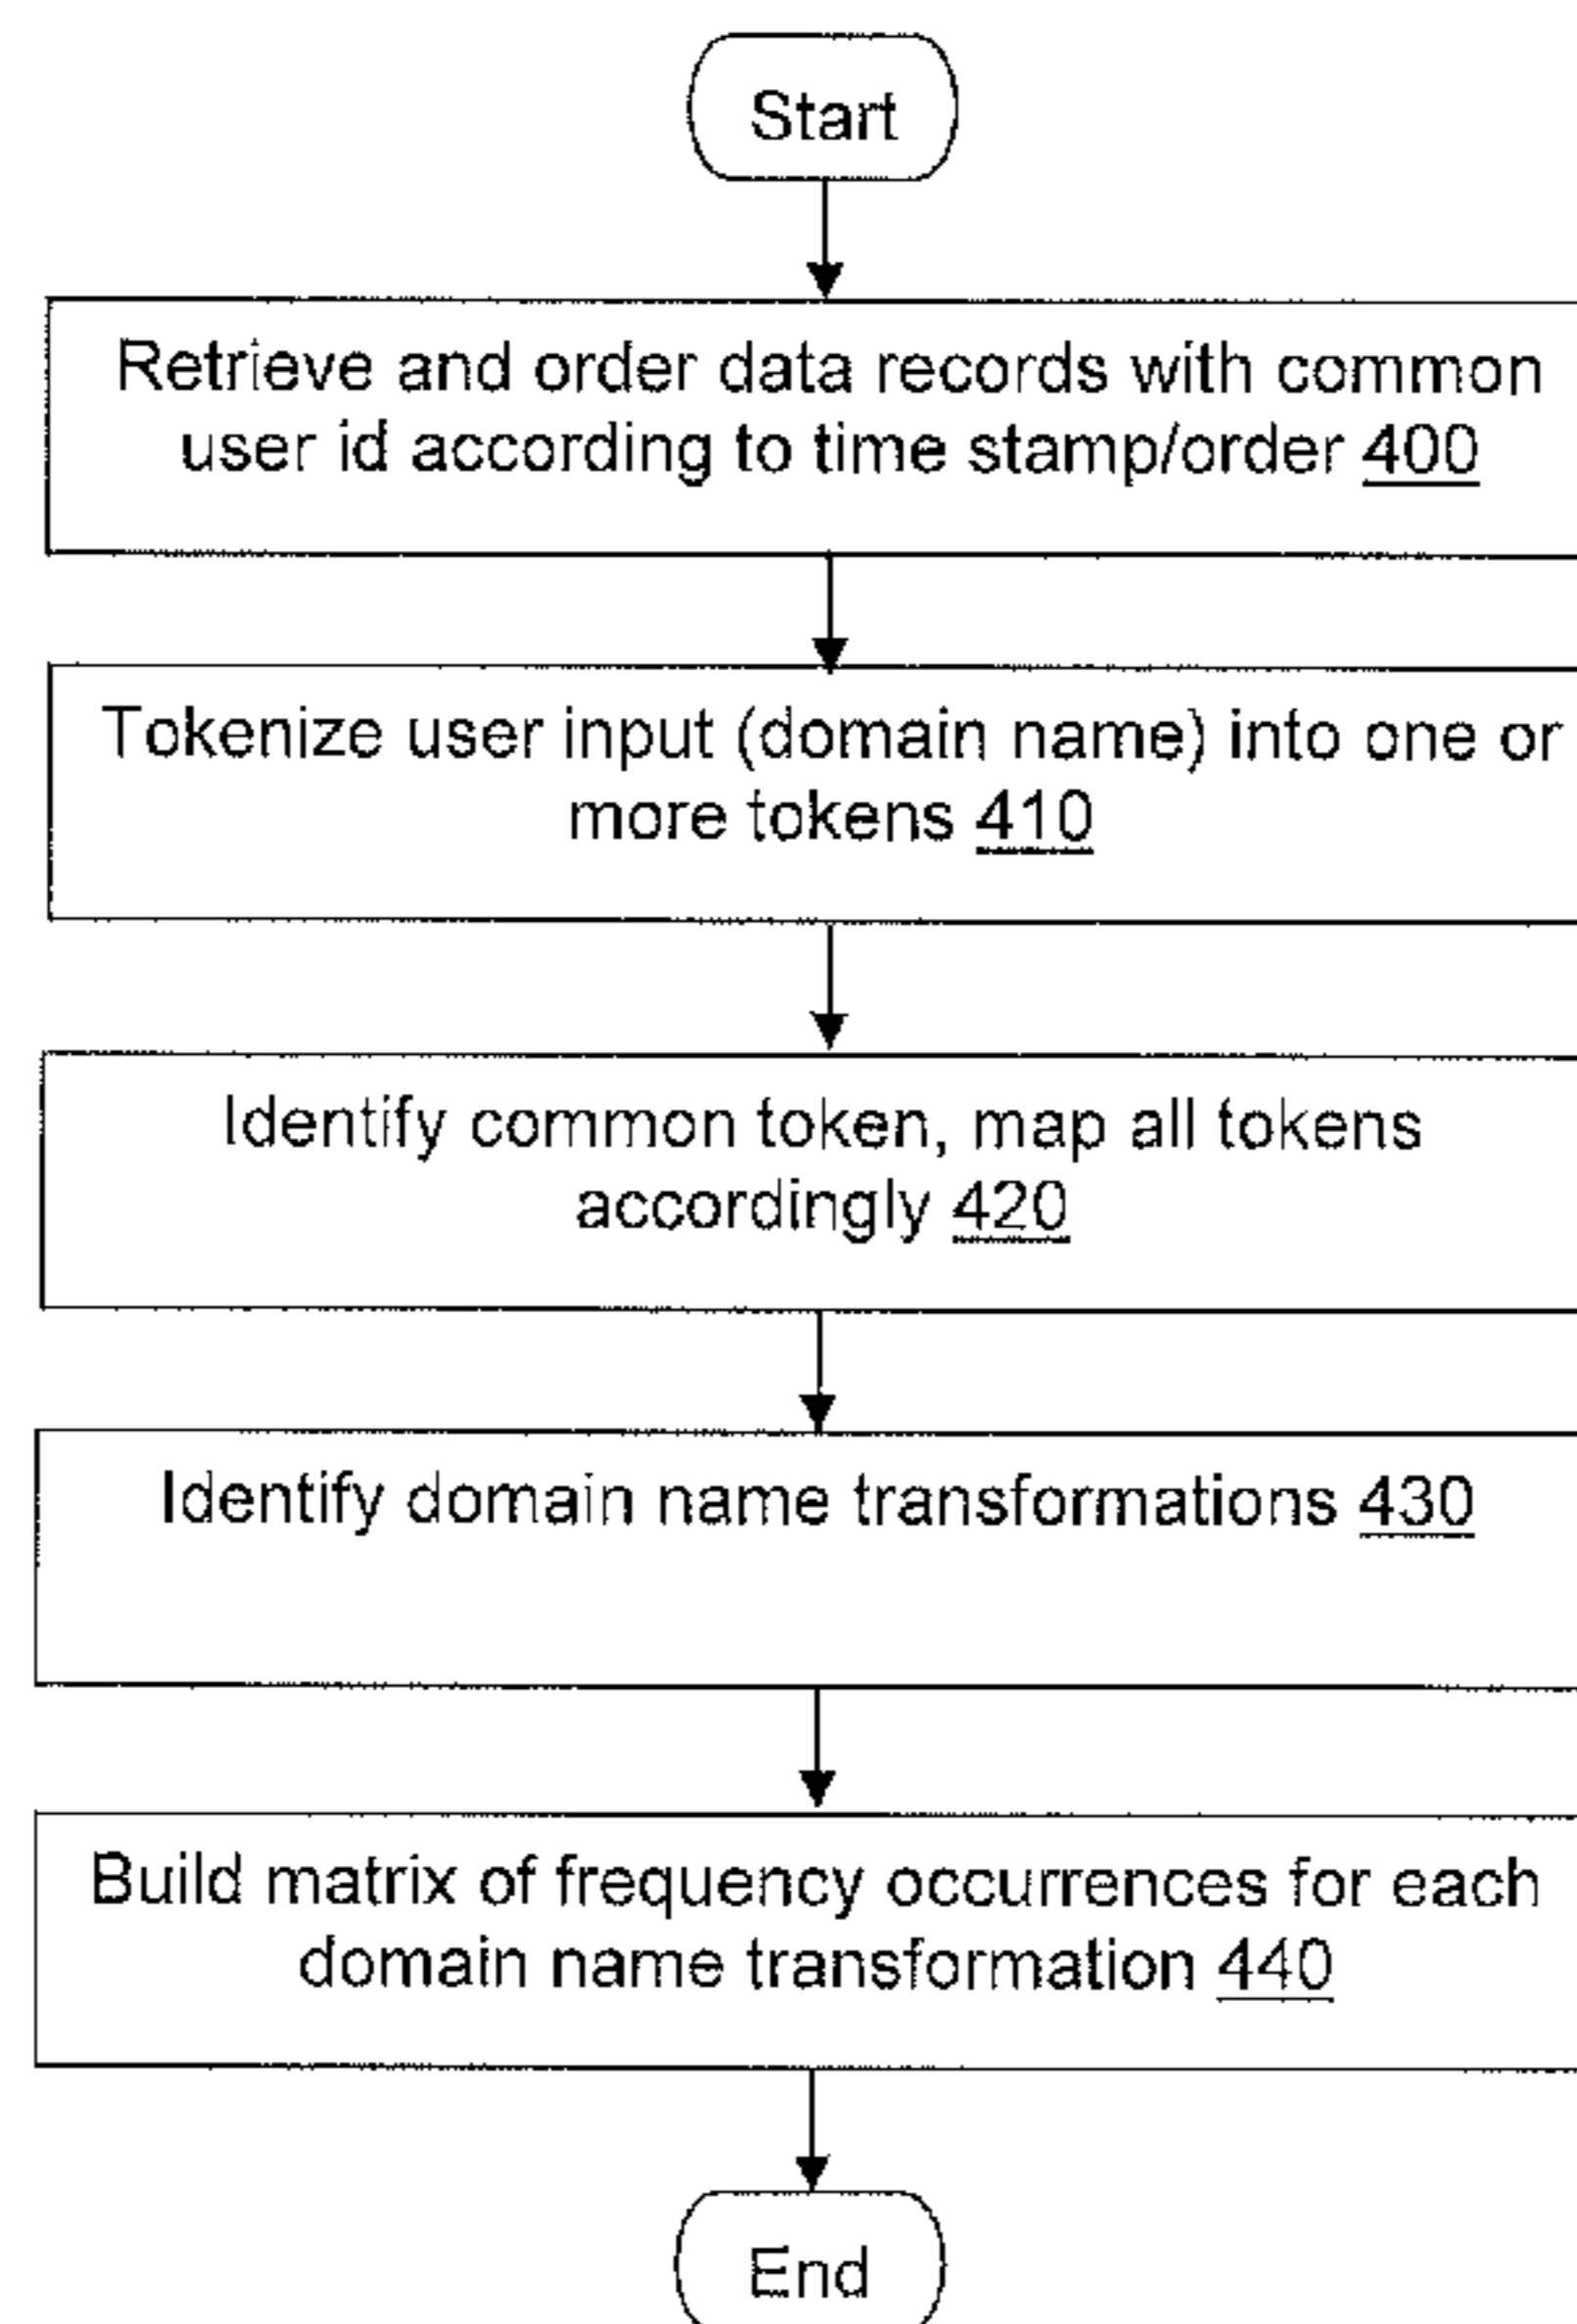 Start
Retrieve and order data records with common
user id according to time stamp/order 400
Tokenize user input (domain name) into one or
more tokens 410
Identify common token, map all tokens
accordingly 420
Identify domain name transformations 430
Build matrix of frequency occurrences for each
domain name transformation 440
End